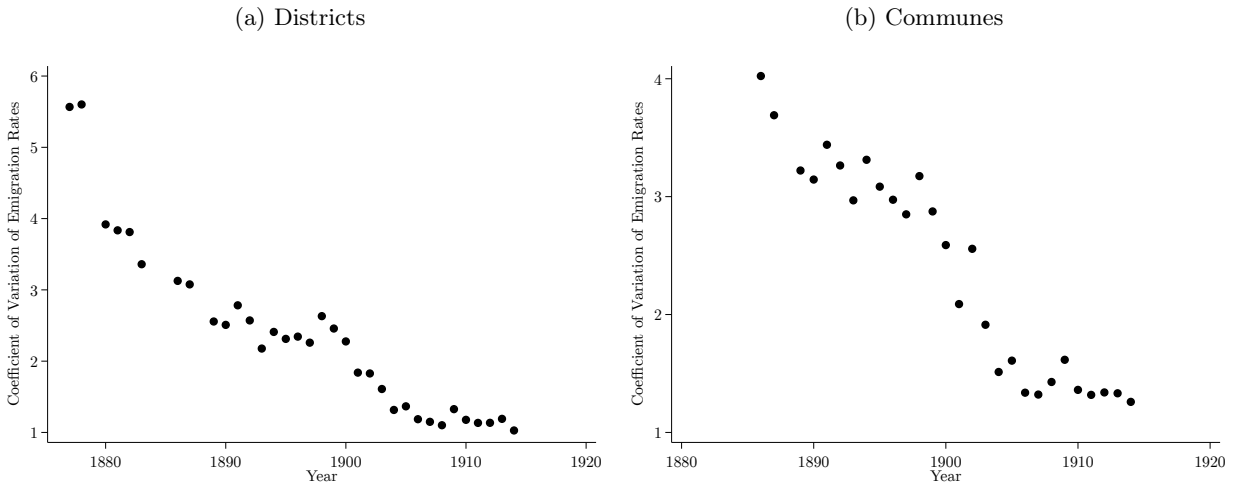 (a) Districts
Coefficient of Variation of Emigration Rates
6
5
4
3
2
1
1880 1890 1900 1910 1920
Year
(b) Communes
Coefficient of Variation of Emigration Rates
4
3
2
1
1880 1890 1900 1910 1920
Year